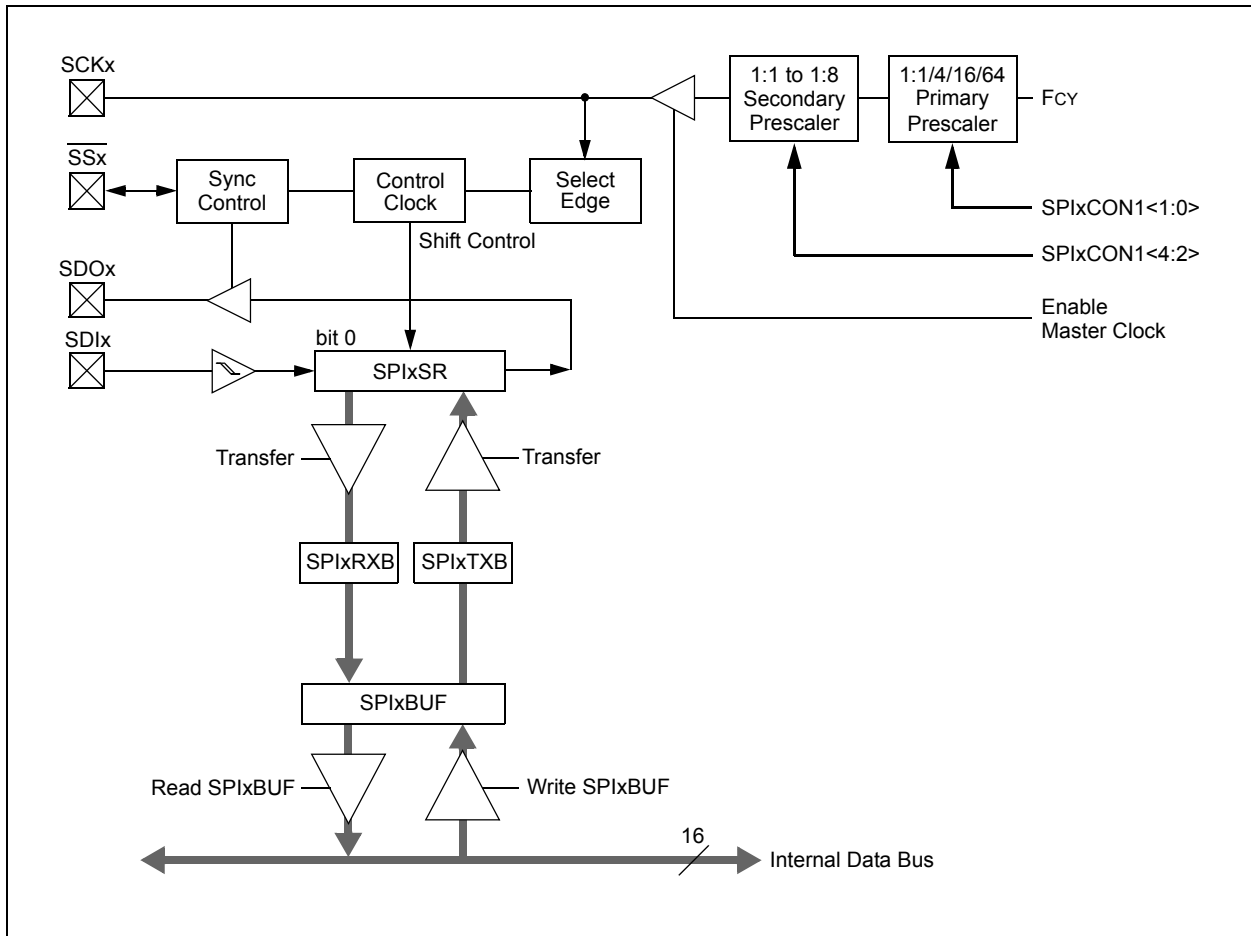 SCKx
1:1 to 1:8
Secondary
Prescaler
1:1/4/16/64
Primary
Prescaler
FCY
SSx
Sync
Control
Control
Clock
Select
Edge
Shift Control
SPIxCON1<1:0>
SPIxCON1<4:2>
SDOx
Enable
Master Clock
SDIx
bit 0
SPIxSR
Transfer
Transfer
SPIxRXB
SPIxTXB
SPIxBUF
Read SPIxBUF
Write SPIxBUF
16
Internal Data Bus